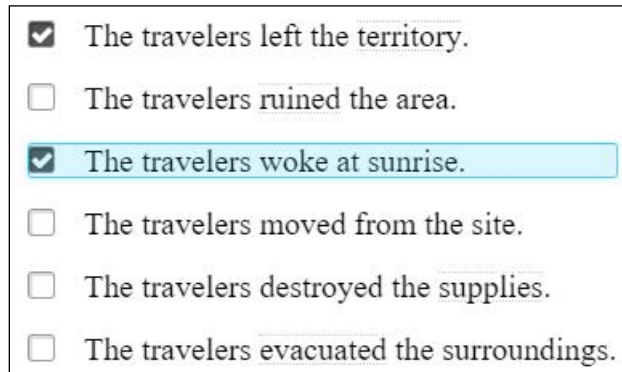 The travelers left the territory.
The travelers ruined the area.
The travelers woke at sunrise.
The travelers moved from the site.
The travelers destroyed the supplies.
The travelers evacuated the surroundings.